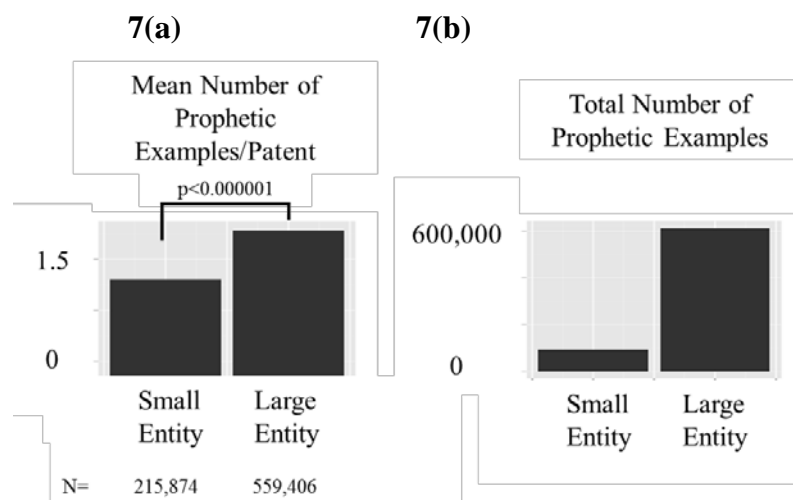 7(a)
Mean Number of
Prophetic
Examples/Patent
p<0.000001
1.5
0
Small
Entity
Large
Entity
N= 215,874 559,406
7(b)
Total Number of
Prophetic Examples
600,000
0
Small
Entity
Large
Entity